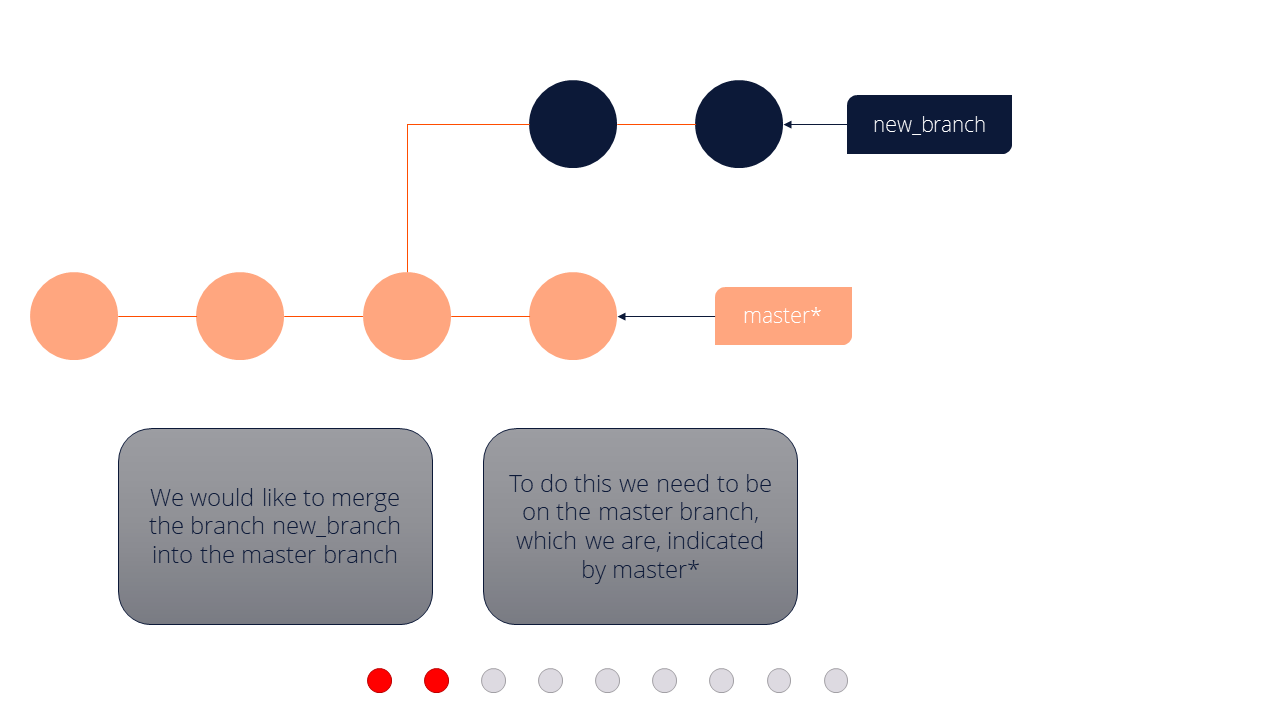 new_branch
master*
We would like to merge
the branch new_branch
into the master branch
To do this we need to be
on the master branch,
which we are, indicated
by master*